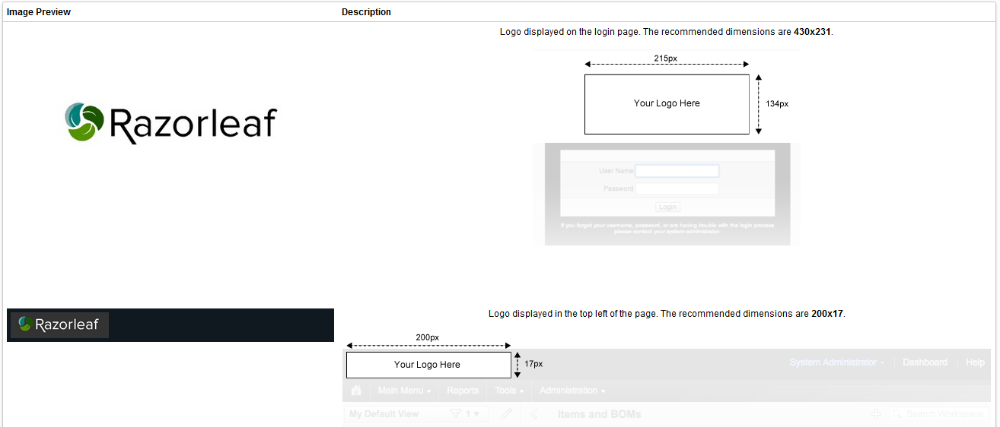 Image Preview Description
Logo displayed on the login page. The recommended dimensions are 430x231.
215px
Your Logo Here
134px
Razorleaf
User Name
Password
Login
If you forgot your username, password, or are having trouble with the login process
please contact your system administrator.
Logo displayed in the top left of the page. The recommended dimensions are 200x17.
Razorleaf
200px
Your Logo Here
17px
System Administrator Dashboard Help
Main Menu Reports Tools Administration
My Default View 1 Items and BOMs Search Workspace